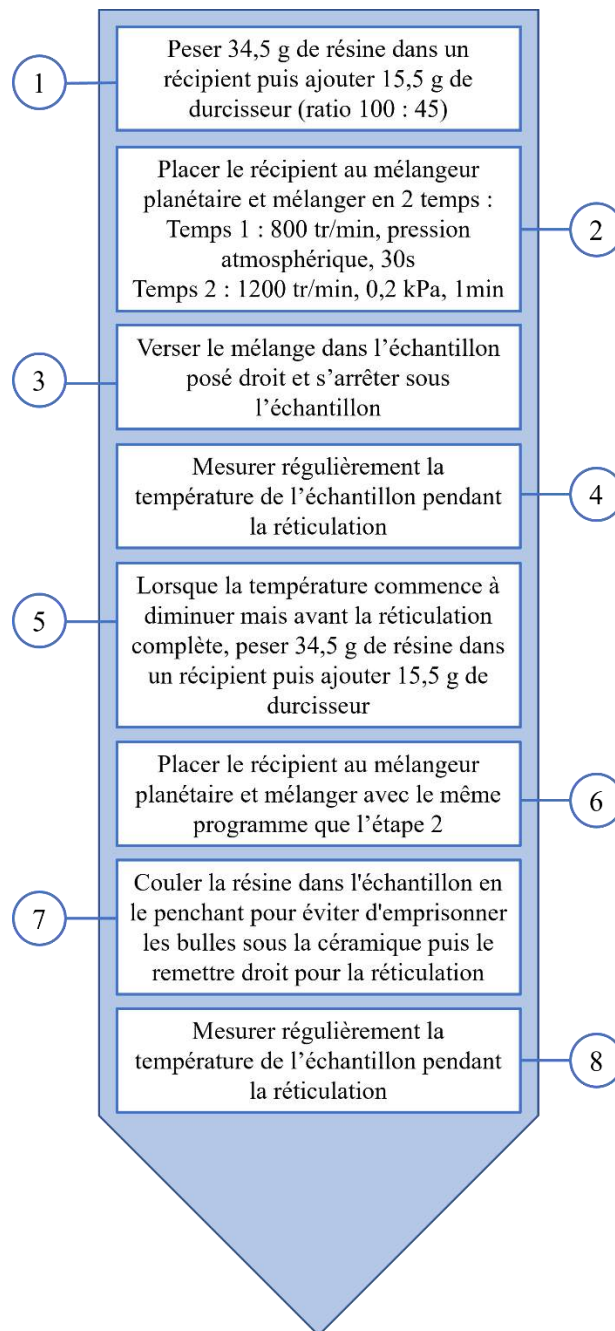 1
Peser 34,5 g de résine dans un
récipient puis ajouter 15,5 g de
durcisseur (ratio 100 : 45)
Placer le récipient au mélangeur
planétaire et mélanger en 2 temps :
Temps 1 : 800 tr/min, pression
atmosphérique, 30s
Temps 2 : 1200 tr/min, 0,2 kPa, 1min
2
3
Verser le mélange dans l’échantillon
posé droit et s’arrêter sous
l’échantillon
Mesurer régulièrement la
température de l’échantillon pendant
la réticulation
4
5
Lorsque la température commence à
diminuer mais avant la réticulation
complète, peser 34,5 g de résine dans
un récipient puis ajouter 15,5 g de
durcisseur
Placer le récipient au mélangeur
planétaire et mélanger avec le même
programme que l’étape 2
6
7
Couler la résine dans l'échantillon en
le penchant pour éviter d'emprisonner
les bulles sous la céramique puis le
remettre droit pour la réticulation
Mesurer régulièrement la
température de l’échantillon pendant
la réticulation
8